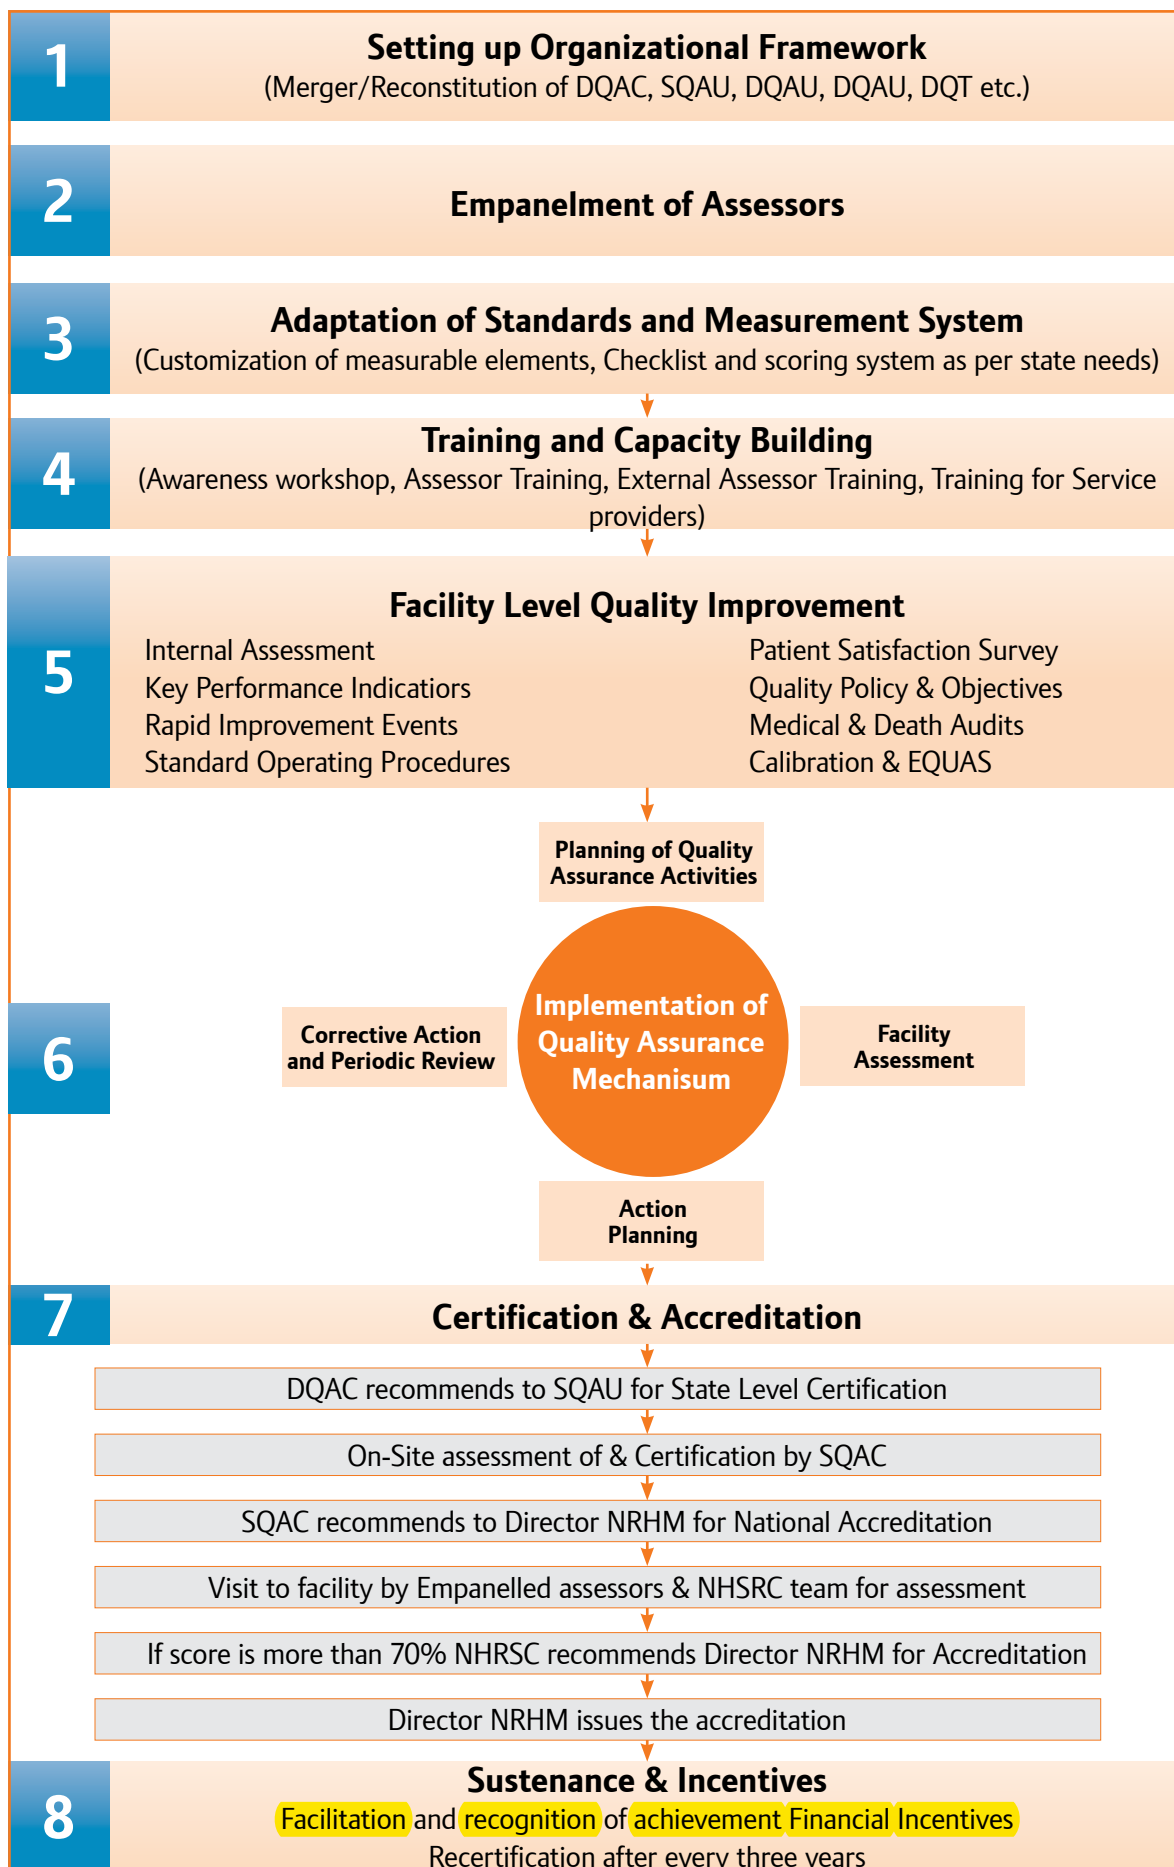 1
Setting up Organizational Framework
(Merger/Reconstitution of DQAC, SQAU, DQAU, DQAU, DQT etc.)
2
Empanelment of Assessors
3
Adaptation of Standards and Measurement System
(Customization of measurable elements, Checklist and scoring system as per state needs)
4
Training and Capacity Building
(Awareness workshop, Assessor Training, External Assessor Training, Training for Service
providers)
5
Facility Level Quality Improvement
Internal Assessment
Key Performance Indicatiors
Rapid Improvement Events
Standard Operating Procedures
Patient Satisfaction Survey
Quality Policy & Objectives
Medical & Death Audits
Calibration & EQUAS
6
Planning of Quality
Assurance Activities
Implementation of
Quality Assurance
Mechanisum
Corrective Action
and Periodic Review
Facility
Assessment
Action
Planning
7
Certification & Accreditation
DQAC recommends to SQAU for State Level Certification
On-Site assessment of & Certification by SQAC
SQAC recommends to Director NRHM for National Accreditation
Visit to facility by Empanelled assessors & NHSRC team for assessment
If score is more than 70% NHRSC recommends Director NRHM for Accreditation
Director NRHM issues the accreditation
8
Sustenance & Incentives
Facilitation and recognition of achievement Financial Incentives
Recertification after every three years